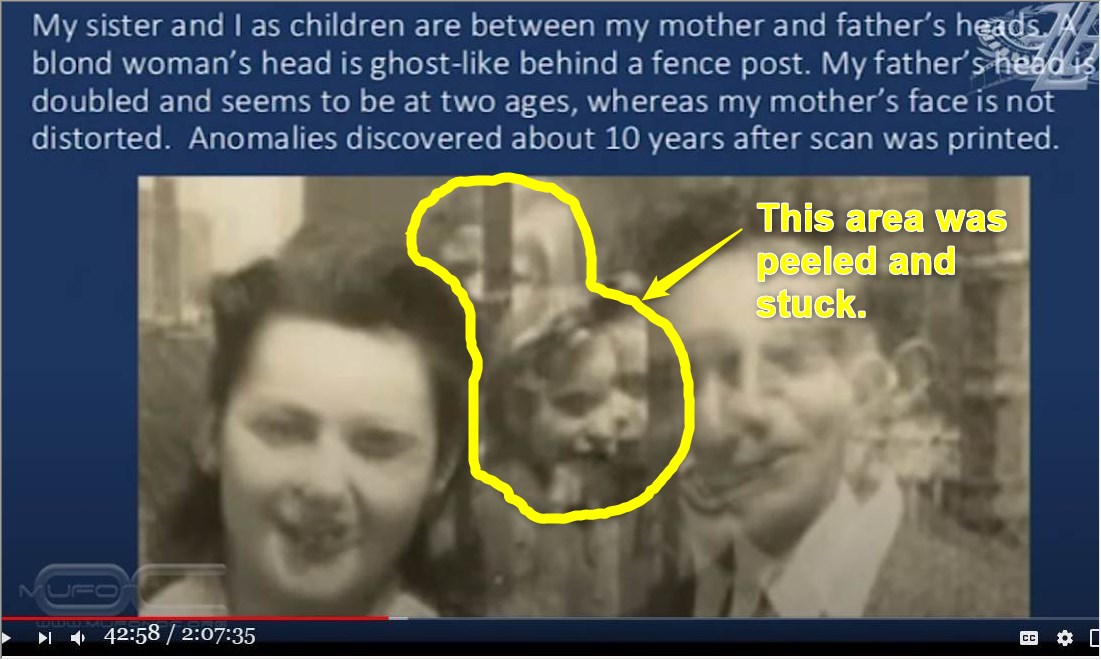 My sister and I as children are between my mother and father's heads. A
blond woman's head is ghost-like behind a fence post. My father's head is
doubled and seems to be at two ages, whereas my mother's face is not
distorted.  Anomalies discovered about 10 years after scan was printed.
This area was
peeled and
stuck.
MUFON
42:58 / 2:07:35
CC